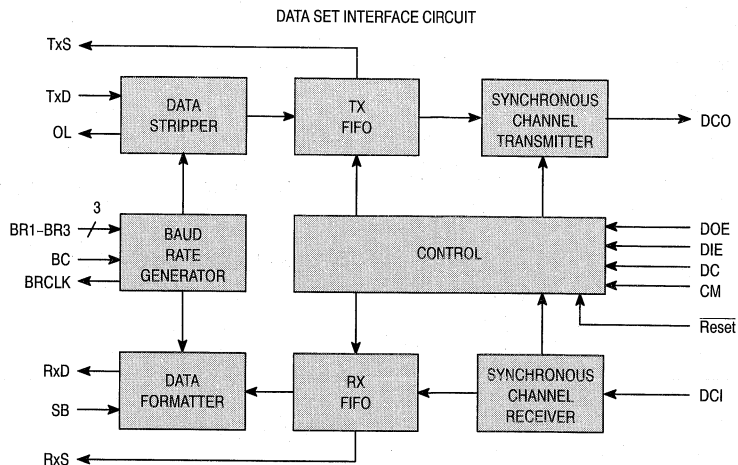 DATA SET INTERFACE CIRCUIT
TxS
TxD
OL
DATA
STRIPPER
TX
FIFO
SYNCHRONOUS
CHANNEL
TRANSMITTER
DCO
3
BR1–BR3
BC
BRCLK
BAUD
RATE
GENERATOR
CONTROL
DOE
DIE
DC
CM
Reset
RxD
SB
DATA
FORMATTER
RX
FIFO
SYNCHRONOUS
CHANNEL
RECEIVER
DCI
RxS